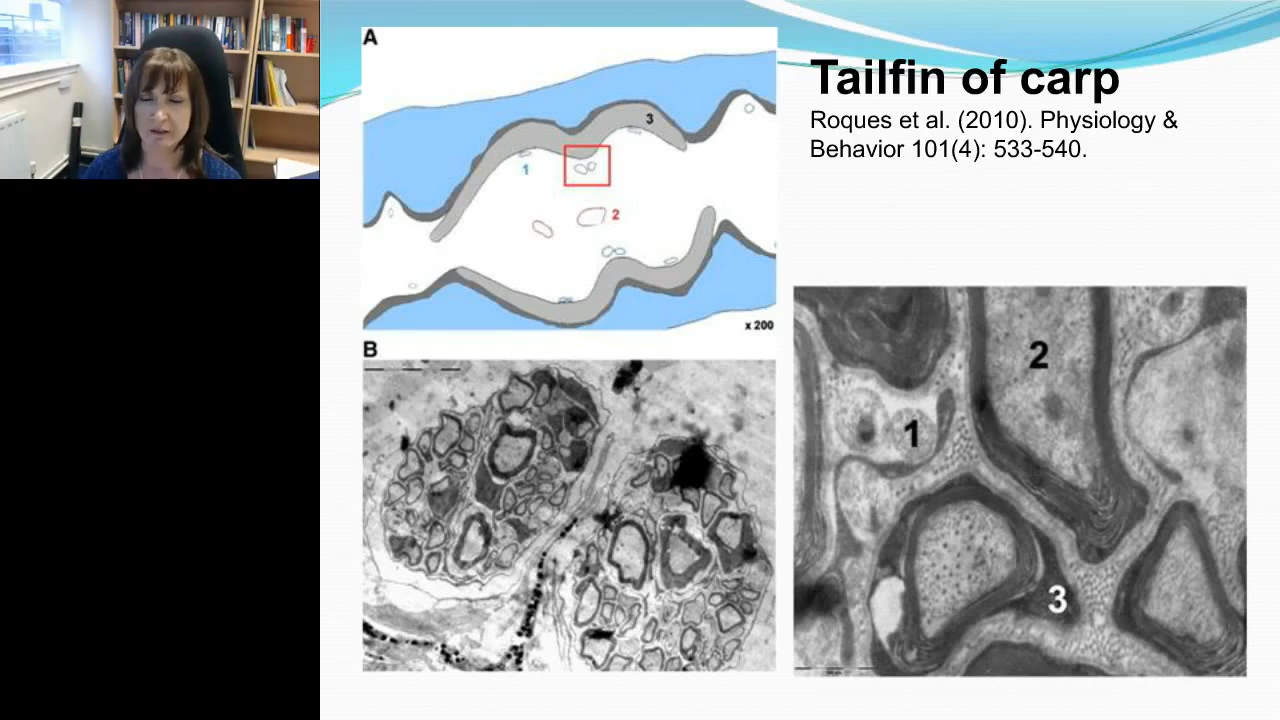 A
3
1
2
x 200
B
Tailfin of carp
Roques et al. (2010). Physiology &
Behavior 101(4): 533-540.
2
1
3